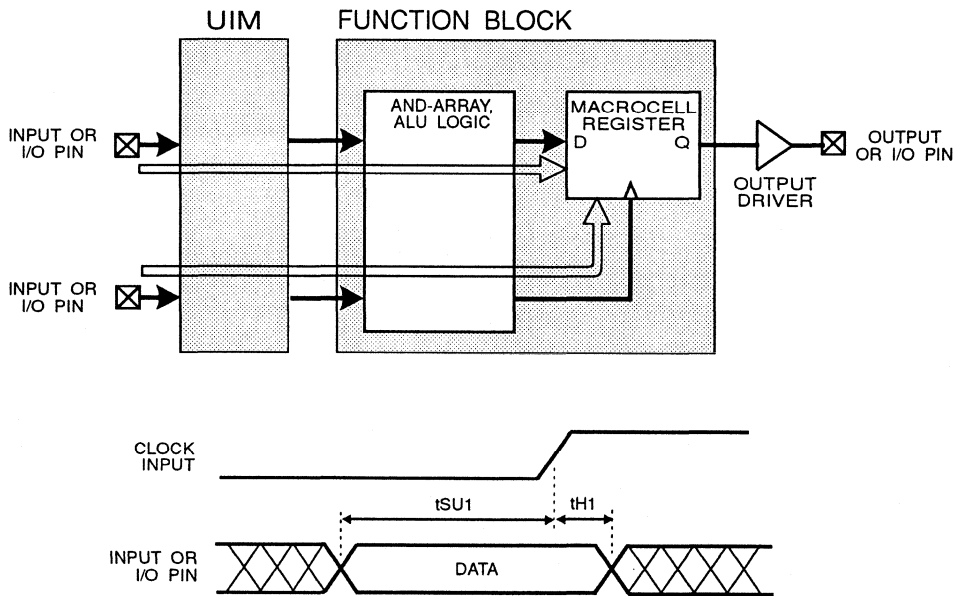 UIM
FUNCTION BLOCK
INPUT OR
I/O PIN
AND-ARRAY,
ALU LOGIC
MACROCELL
REGISTER
D
Q
OUTPUT
DRIVER
OUTPUT
OR I/O PIN
INPUT OR
I/O PIN
CLOCK
INPUT
tSU1
tH1
INPUT OR
I/O PIN
DATA